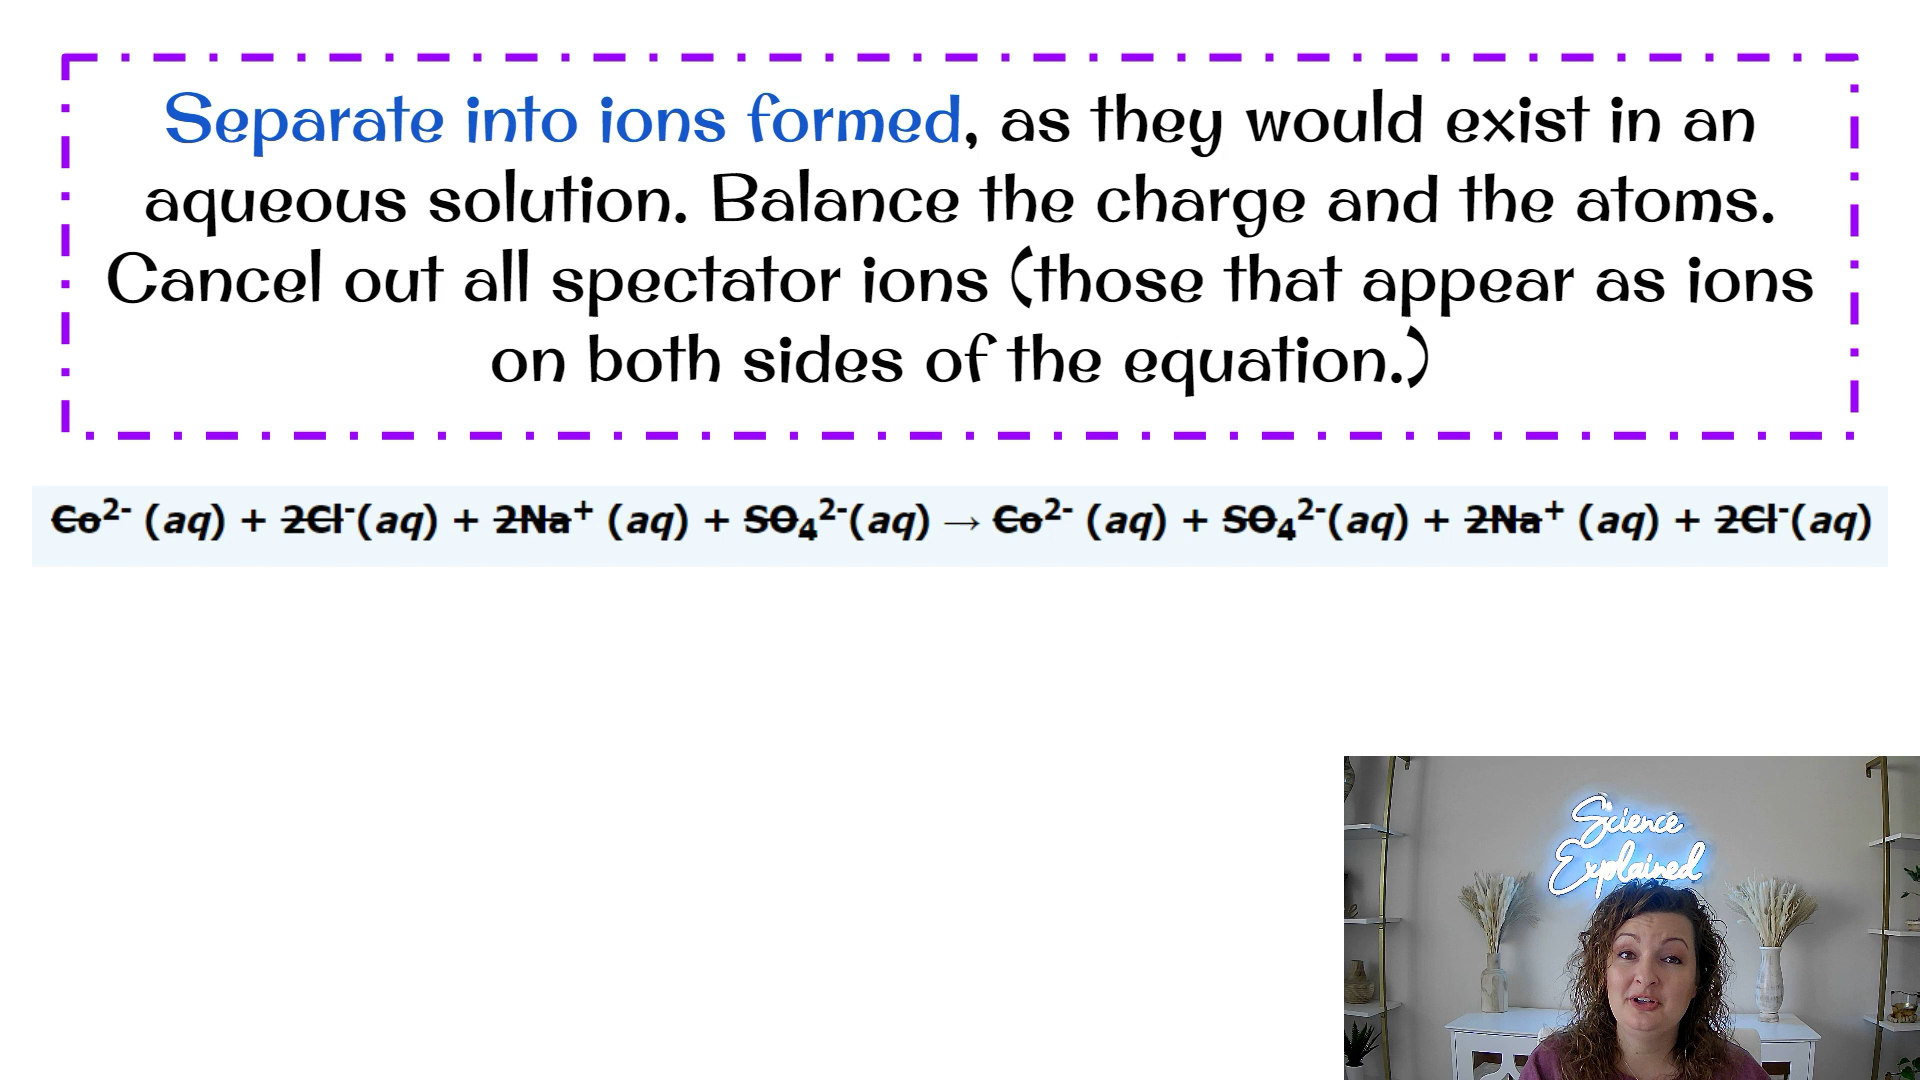 Separate into ions formed, as they would exist in an
aqueous solution. Balance the charge and the atoms.
Cancel out all spectator ions (those that appear as ions
on both sides of the equation.)
Co²⁻ (aq) + 2Cl⁻(aq) + 2Na⁺ (aq) + SO₄²⁻(aq) → Co²⁻ (aq) + SO₄²⁻(aq) + 2Na⁺ (aq) + 2Cl⁻(aq)
Science
Explained